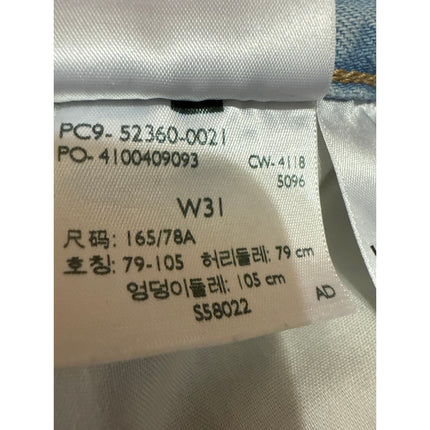 PC9- 52360-0021
PO- 4100409093
CW- 4118
5096
W31
尺码: 165/78A
호칭: 79-105 허리둘레: 79 cm
엉덩이둘레: 105 cm
S58022
AD